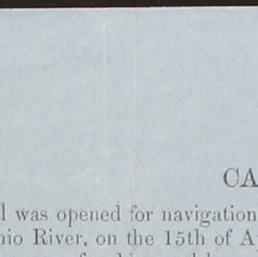 CA
l was opened for navigation
hio River, on the 15th of A